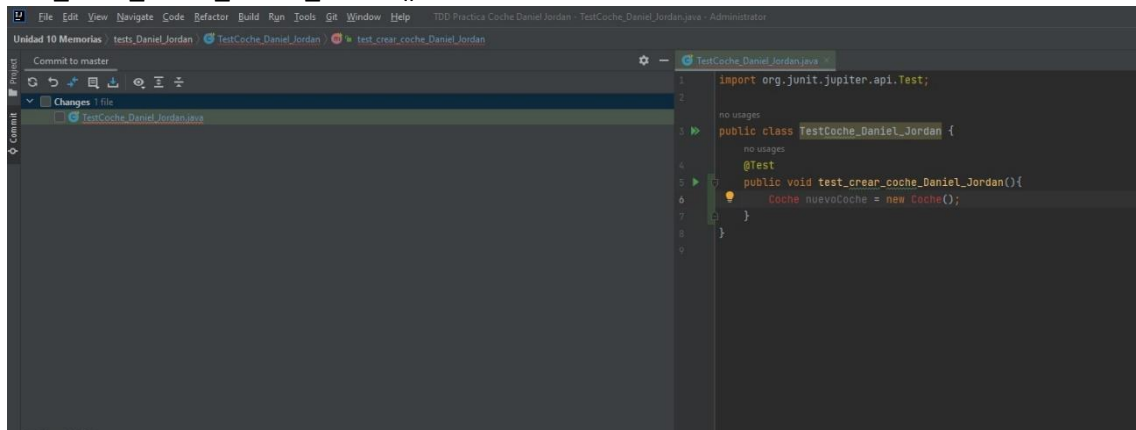 File Edit View Navigate Code Refactor Build Run Tools Git Window Help TDD Practica Coche Daniel Jordan - TestCoche_Daniel_Jordan.java - Administrator
Unidad 10 Memorias tests_Daniel_Jordan TestCoche_Daniel_Jordan test_crear_coche_Daniel_Jordan
Project
Commit
Commit to master
Changes 1 file
TestCoche_Daniel_Jordan.java
TestCoche_Daniel_Jordan.java
1 import org.junit.jupiter.api.Test;
2
no usages
3 public class TestCoche_Daniel_Jordan {
no usages
4 @Test
5 public void test_crear_coche_Daniel_Jordan(){
6 Coche nuevoCoche = new Coche();
7 }
8 }
9